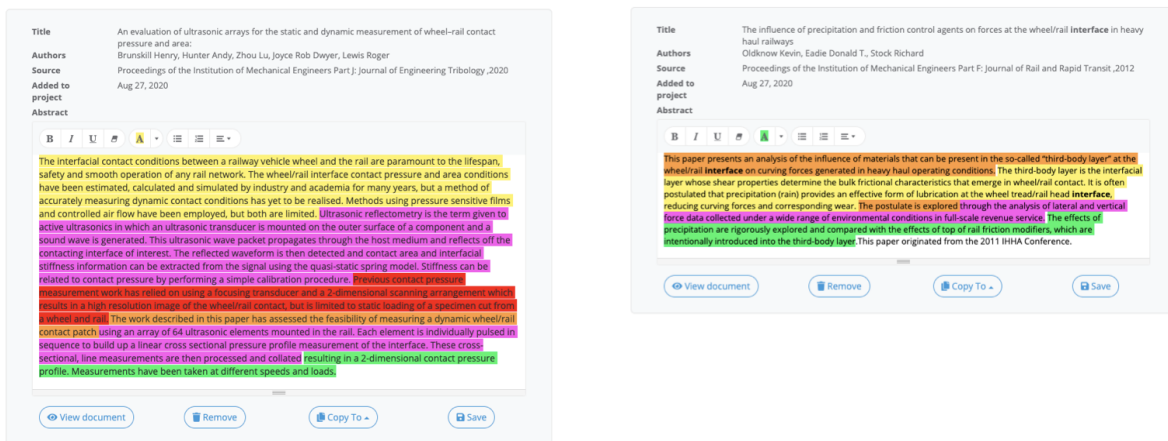 Title An evaluation of ultrasonic arrays for the static and dynamic measurement of wheel–rail contact
pressure and area:
Authors Brunskill Henry, Hunter Andy, Zhou Lu, Joyce Rob Dwyer, Lewis Roger
Source Proceedings of the Institution of Mechanical Engineers Part J: Journal of Engineering Tribology ,2020
Added to Aug 27, 2020
project
Abstract
B I U A
The interfacial contact conditions between a railway vehicle wheel and the rail are paramount to the lifespan,
safety and smooth operation of any rail network. The wheel/rail interface contact pressure and area conditions
have been estimated, calculated and simulated by industry and academia for many years, but a method of
accurately measuring dynamic contact conditions has yet to be realised. Methods using pressure sensitive films
and controlled air flow have been employed, but both are limited. Ultrasonic reflectometry is the term given to
active ultrasonics in which an ultrasonic transducer is mounted on the outer surface of a component and a
sound wave is generated. This ultrasonic wave packet propagates through the host medium and reflects off the
contacting interface of interest. The reflected waveform is then detected and contact area and interfacial
stiffness information can be extracted from the signal using the quasi-static spring model. Stiffness can be
related to contact pressure by performing a simple calibration procedure. Previous contact pressure
measurement work has relied on using a focusing transducer and a 2-dimensional scanning arrangement which
results in a high resolution image of the wheel/rail contact, but is limited to static loading of a specimen cut from
a wheel and rail. The work described in this paper has assessed the feasibility of measuring a dynamic wheel/rail
contact patch using an array of 64 ultrasonic elements mounted in the rail. Each element is individually pulsed in
sequence to build up a linear cross sectional pressure profile measurement of the interface. These cross-
sectional, line measurements are then processed and collated resulting in a 2-dimensional contact pressure
profile. Measurements have been taken at different speeds and loads.
View document Remove Copy To Save
Title The influence of precipitation and friction control agents on forces at the wheel/rail interface in heavy
haul railways
Authors Oldknow Kevin, Eadie Donald T., Stock Richard
Source Proceedings of the Institution of Mechanical Engineers Part F: Journal of Rail and Rapid Transit ,2012
Added to Aug 27, 2020
project
Abstract
B I U A
This paper presents an analysis of the influence of materials that can be present in the so-called “third-body layer” at the
wheel/rail interface on curving forces generated in heavy haul operating conditions. The third-body layer is the interfacial
layer whose shear properties determine the bulk frictional characteristics that emerge in wheel/rail contact. It is often
postulated that precipitation (rain) provides an effective form of lubrication at the wheel tread/rail head interface,
reducing curving forces and corresponding wear. The postulate is explored through the analysis of lateral and vertical
force data collected under a wide range of environmental conditions in full-scale revenue service. The effects of
precipitation are rigorously explored and compared with the effects of top of rail friction modifiers, which are
intentionally introduced into the third-body layer.This paper originated from the 2011 IHHA Conference.
View document Remove Copy To Save